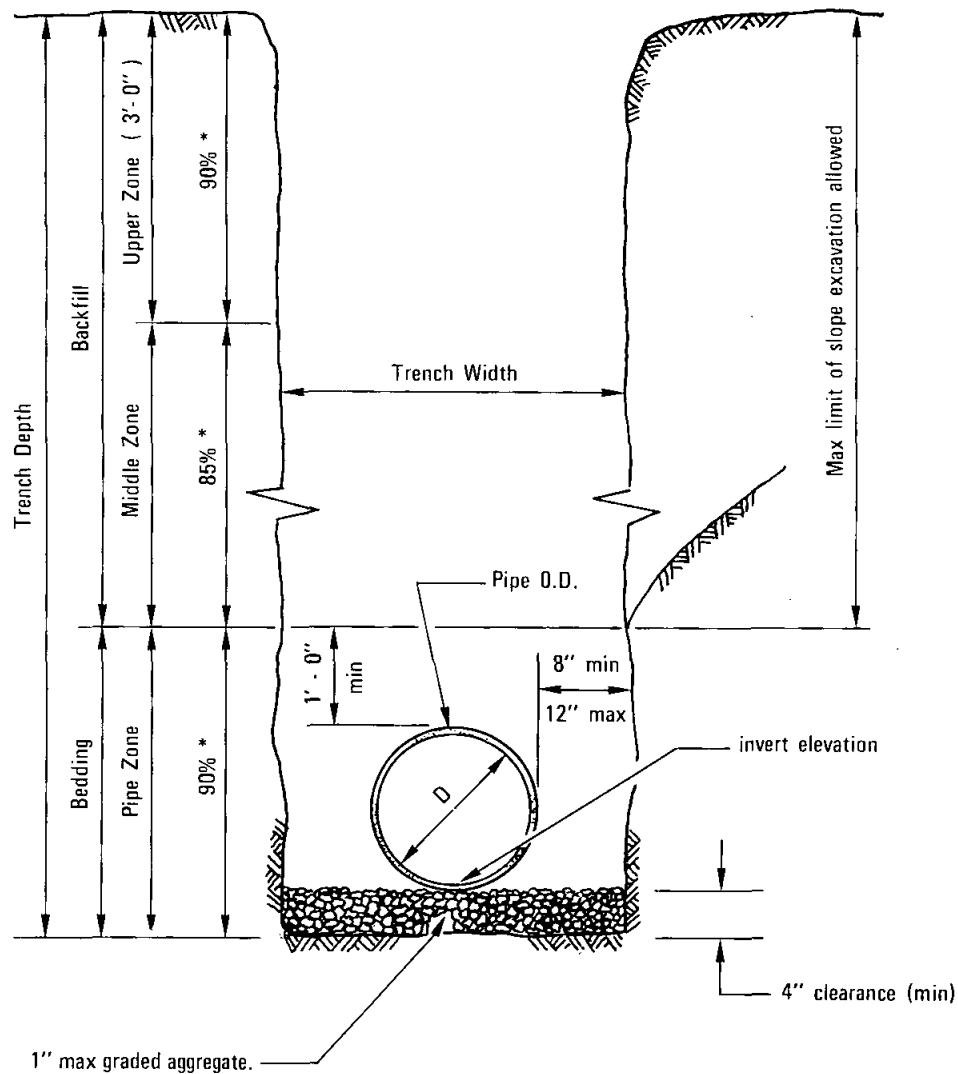 Trench Depth
Backfill
Upper Zone ( 3'- 0" )
90% *
Middle Zone
85% *
Trench Width
Max limit of slope excavation allowed
Pipe O.D.
1' - 0"
min
8" min
12" max
invert elevation
Bedding
Pipe Zone
90% *
D
4" clearance (min)
1" max graded aggregate.